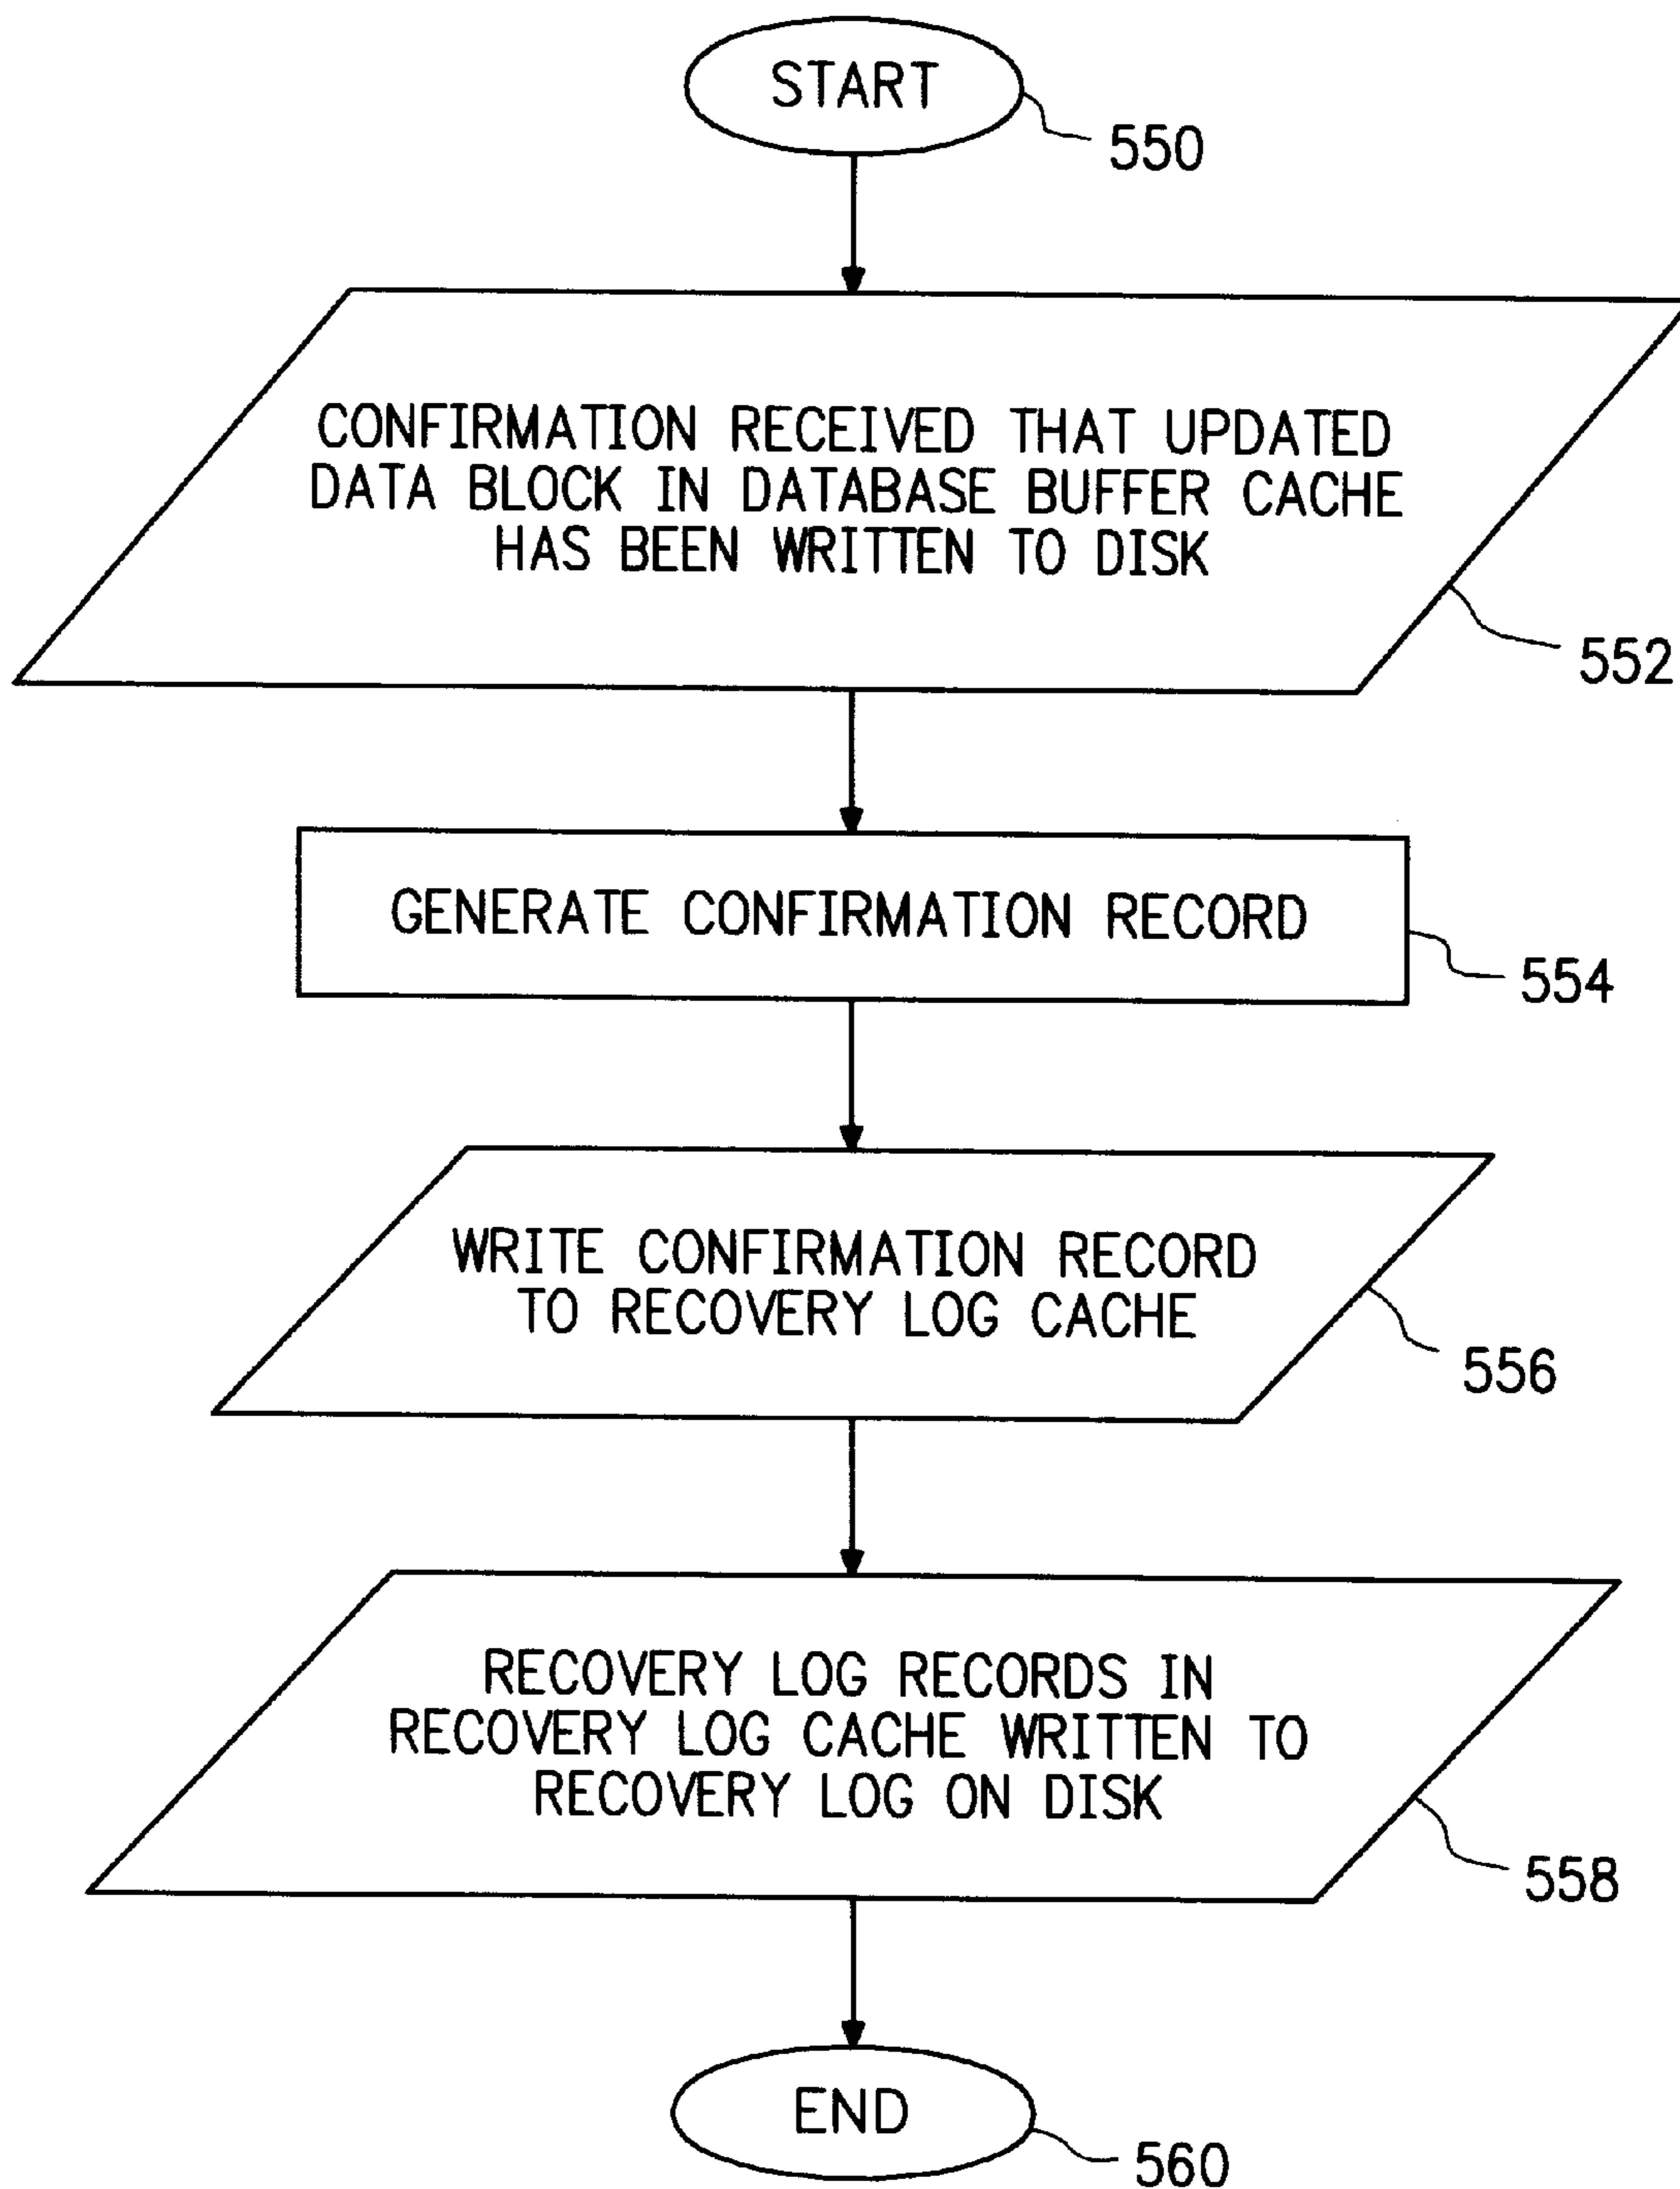 START
550
CONFIRMATION RECEIVED THAT UPDATED
DATA BLOCK IN DATABASE BUFFER CACHE
HAS BEEN WRITTEN TO DISK
552
GENERATE CONFIRMATION RECORD
554
WRITE CONFIRMATION RECORD
TO RECOVERY LOG CACHE
556
RECOVERY LOG RECORDS IN
RECOVERY LOG CACHE WRITTEN TO
RECOVERY LOG ON DISK
558
END
560